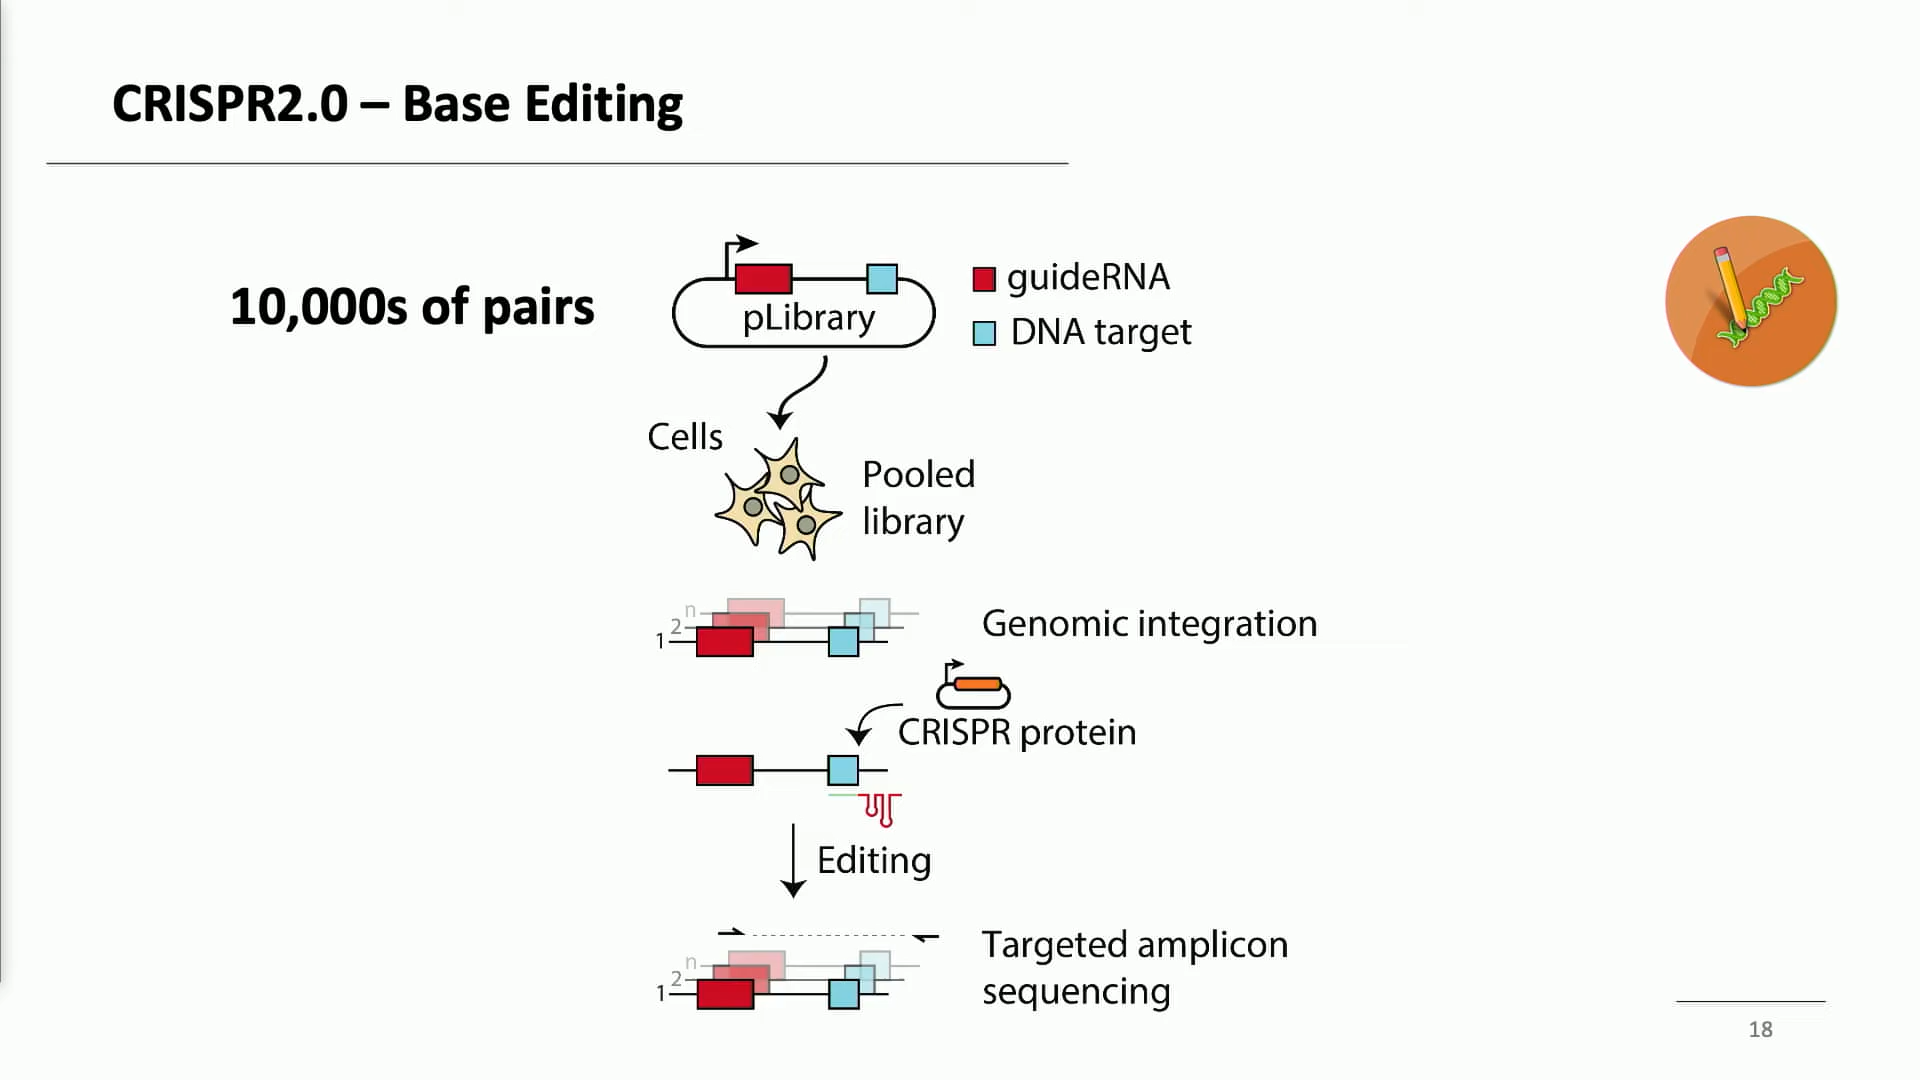 CRISPR2.0 – Base Editing
10,000s of pairs
pLibrary
guideRNA
DNA target
Cells
Pooled
library
n
2
1
Genomic integration
CRISPR protein
Editing
n
2
1
Targeted amplicon
sequencing
18